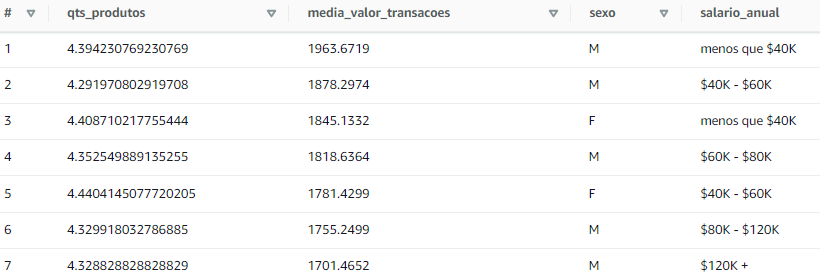 # qts_produtos media_valor_transacoes sexo salario_anual
1 4.394230769230769 1963.6719 M menos que $40K
2 4.291970802919708 1878.2974 M $40K - $60K
3 4.408710217755444 1845.1332 F menos que $40K
4 4.352549889135255 1818.6364 M $60K - $80K
5 4.4404145077720205 1781.4299 F $40K - $60K
6 4.329918032786885 1755.2499 M $80K - $120K
7 4.328828828828829 1701.4652 M $120K +